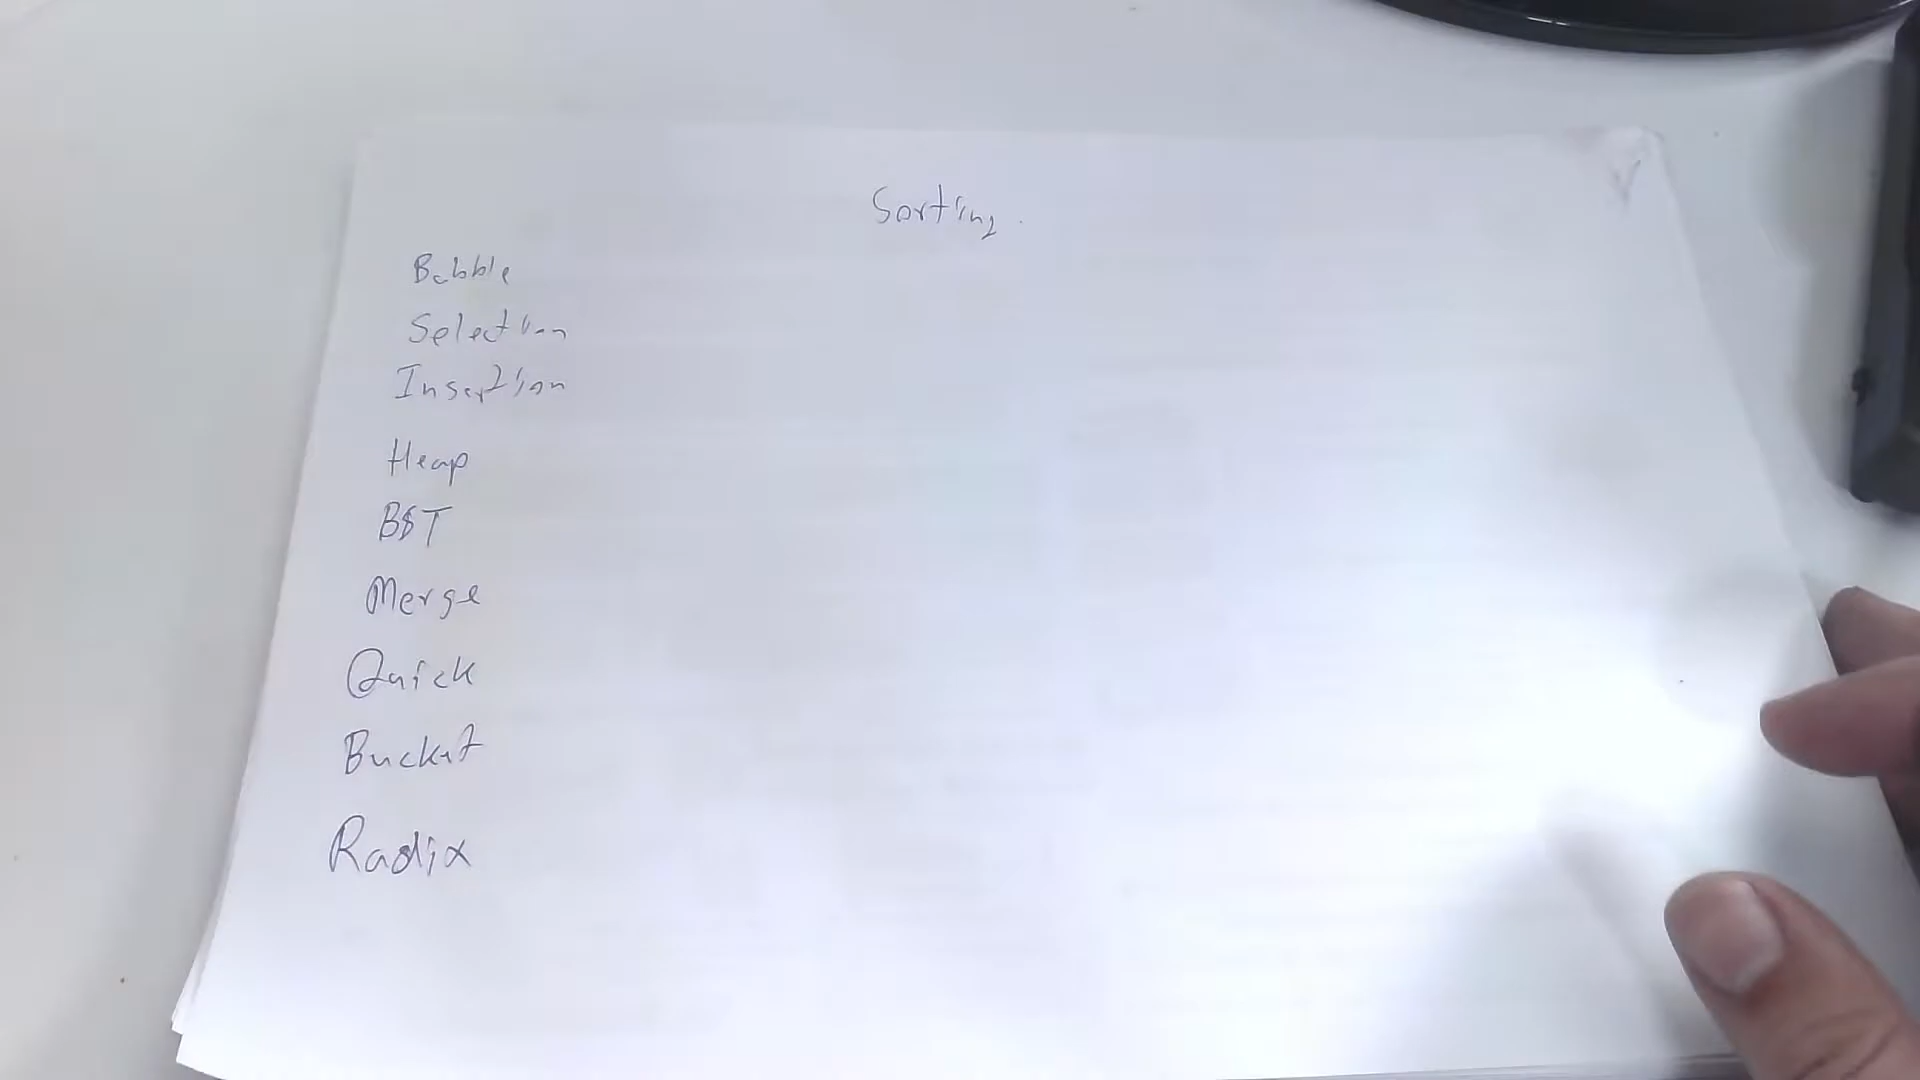 Sorting.
Bubble
Selection
Insertion
Heap
BST
Merge
Quick
Bucket
Radix